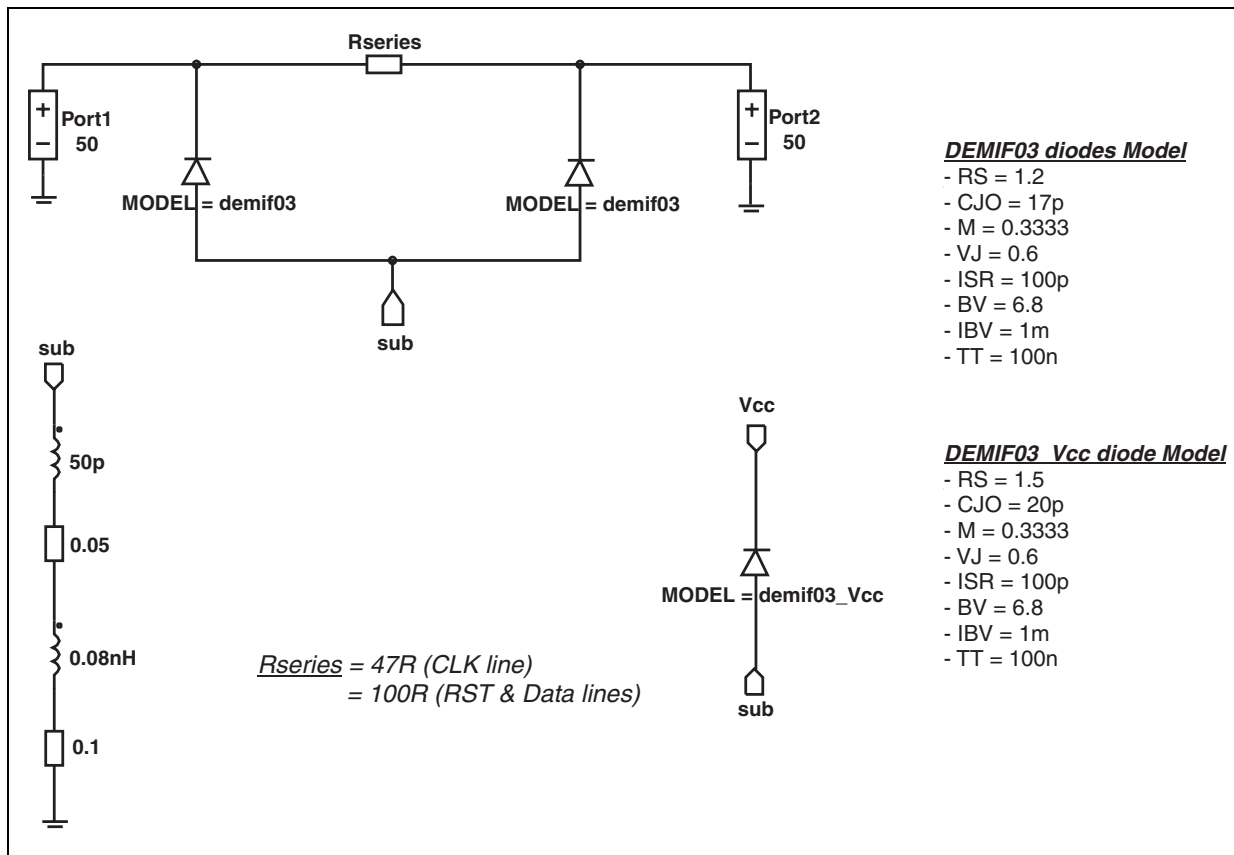 Rseries
+
−
Port1
50
+
−
Port2
50
MODEL = demif03
MODEL = demif03
sub
DEMIF03 diodes Model
- RS = 1.2
- CJO = 17p
- M = 0.3333
- VJ = 0.6
- ISR = 100p
- BV = 6.8
- IBV = 1m
- TT = 100n
sub
50p
0.05
0.08nH
0.1
Rseries = 47R (CLK line)
= 100R (RST & Data lines)
Vcc
MODEL = demif03_Vcc
sub
DEMIF03 Vcc diode Model
- RS = 1.5
- CJO = 20p
- M = 0.3333
- VJ = 0.6
- ISR = 100p
- BV = 6.8
- IBV = 1m
- TT = 100n